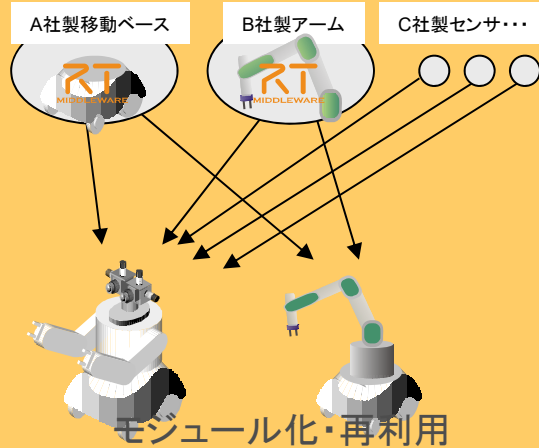 A社製移動ベース
B社製アーム
C社製センサ･･･
RT
MIDDLEWARE
RT
MIDDLEWARE
モジュール化・再利用